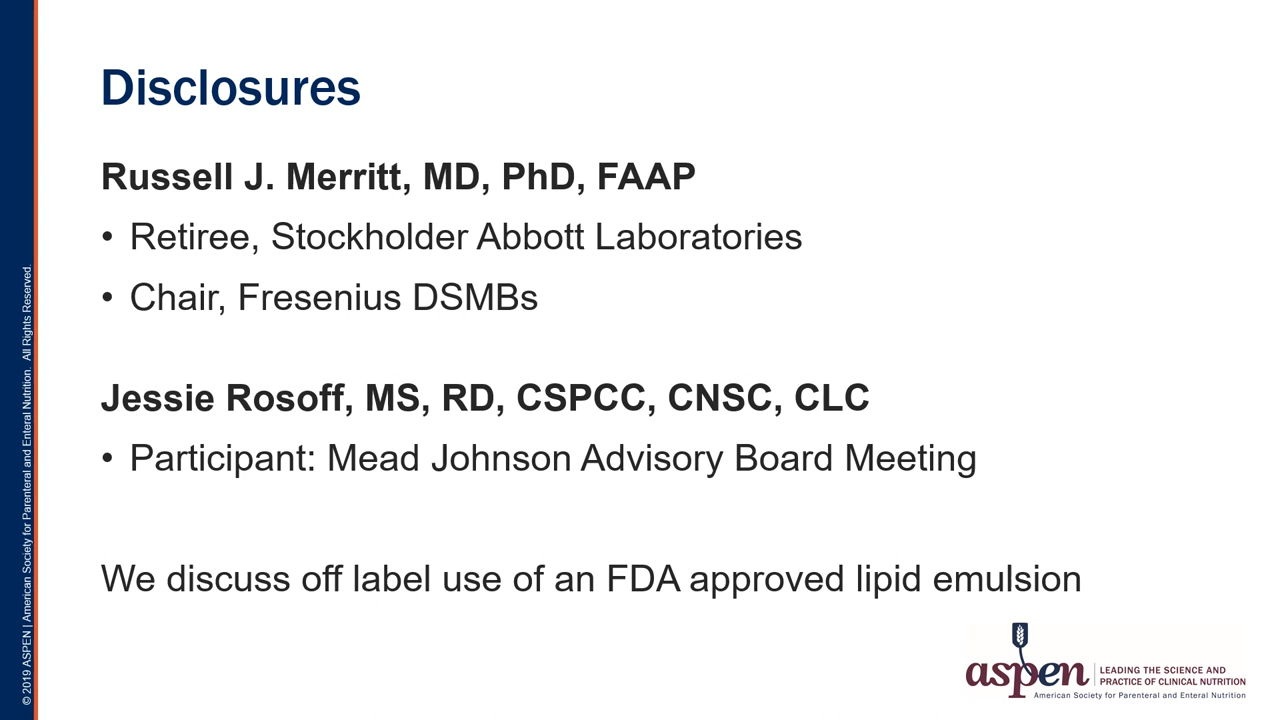 Disclosures
Russell J. Merritt, MD, PhD, FAAP
• Retiree, Stockholder Abbott Laboratories
• Chair, Fresenius DSMBs
Jessie Rosoff, MS, RD, CSPCC, CNSC, CLC
• Participant: Mead Johnson Advisory Board Meeting
We discuss off label use of an FDA approved lipid emulsion
© 2019 ASPEN | American Society for Parenteral and Enteral Nutrition. All Rights Reserved.
aspen
LEADING THE SCIENCE AND
PRACTICE OF CLINICAL NUTRITION
American Society for Parenteral and Enteral Nutrition